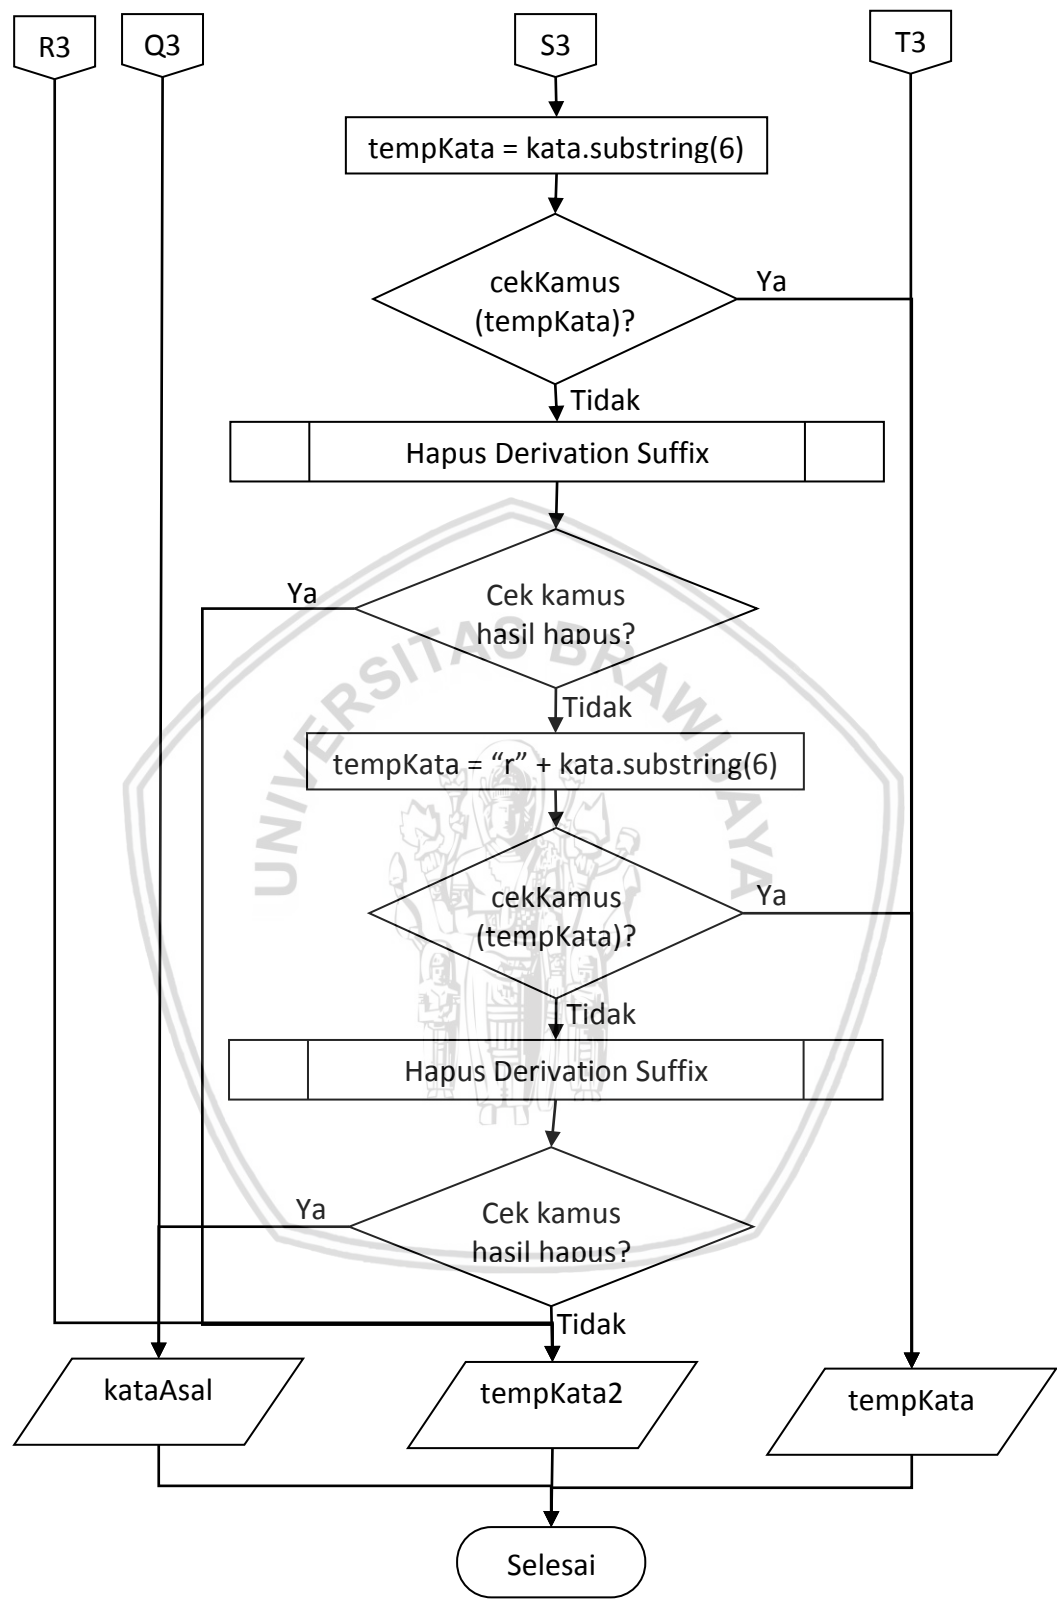 R3
Q3
S3
T3
tempKata = kata.substring(6)
cekKamus
(tempKata)?
Ya
Tidak
Hapus Derivation Suffix
Ya
Cek kamus
hasil hapus?
Tidak
tempKata = “r” + kata.substring(6)
cekKamus
(tempKata)?
Ya
Tidak
Hapus Derivation Suffix
Ya
Cek kamus
hasil hapus?
Tidak
kataAsal
tempKata2
tempKata
Selesai
UNIVERSITAS BRAWIJAYA